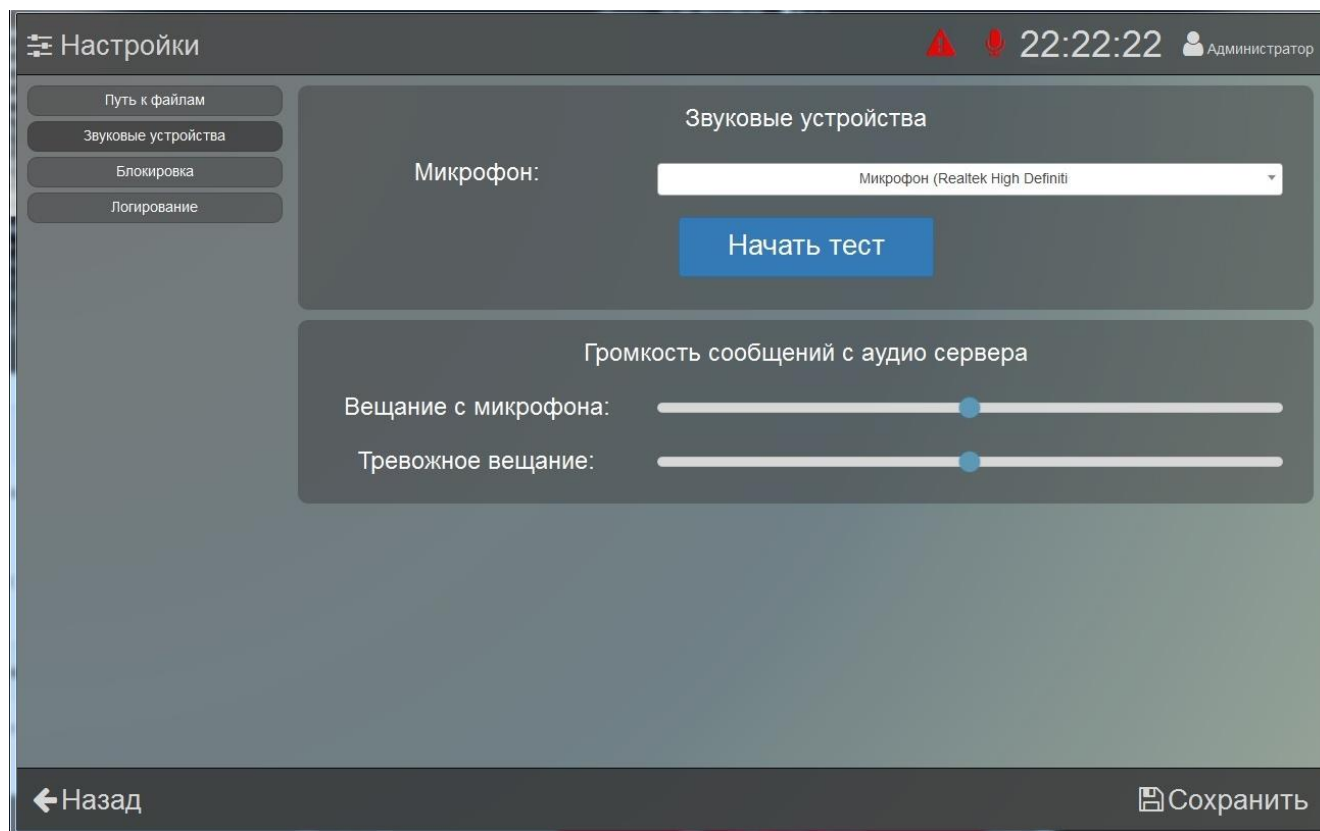 Настройки
22:22:22 Администратор
Путь к файлам
Звуковые устройства
Блокировка
Логирование
Звуковые устройства
Микрофон:
Микрофон (Realtek High Definiti
Начать тест
Громкость сообщений с аудио сервера
Вещание с микрофона:
Тревожное вещание:
Назад
Сохранить